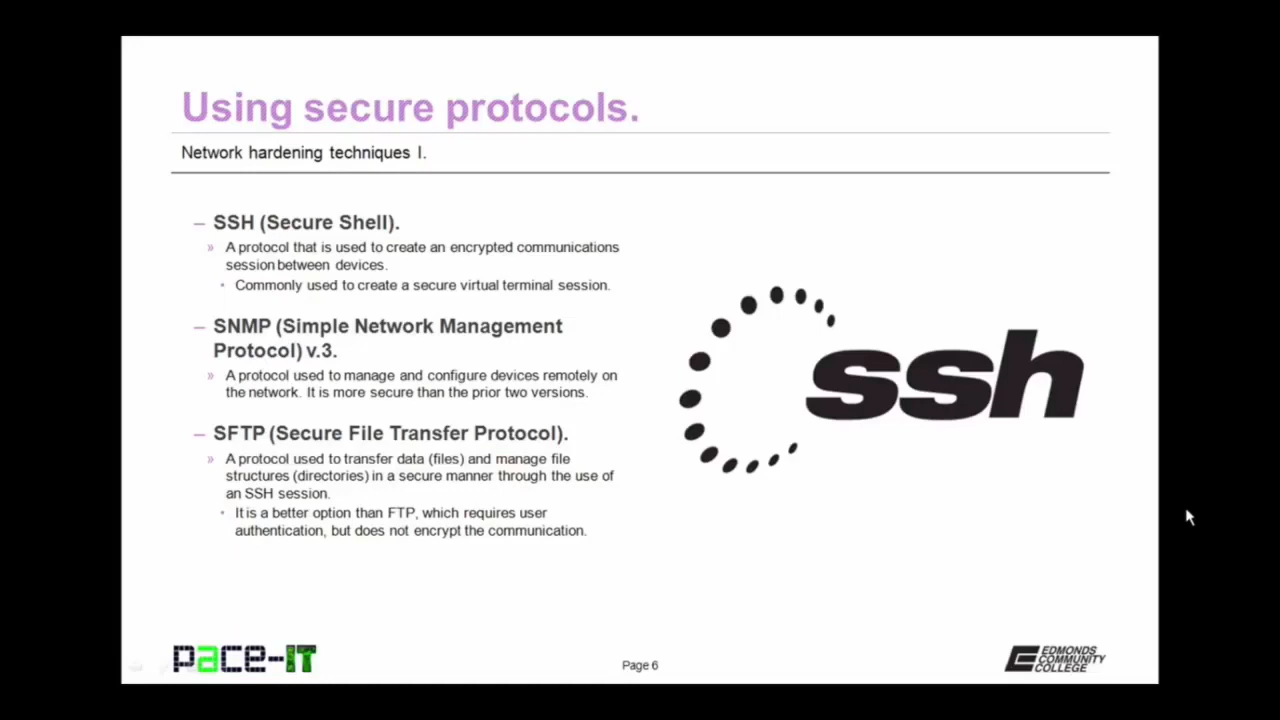 Using secure protocols.
Network hardening techniques I.
– SSH (Secure Shell).
» A protocol that is used to create an encrypted communications
session between devices.
• Commonly used to create a secure virtual terminal session.
– SNMP (Simple Network Management
Protocol) v.3.
» A protocol used to manage and configure devices remotely on
the network. It is more secure than the prior two versions.
– SFTP (Secure File Transfer Protocol).
» A protocol used to transfer data (files) and manage file
structures (directories) in a secure manner through the use of
an SSH session.
• It is a better option than FTP, which requires user
authentication, but does not encrypt the communication.
ssh
pace-IT
Page 6
EDMONDS
COMMUNITY
COLLEGE